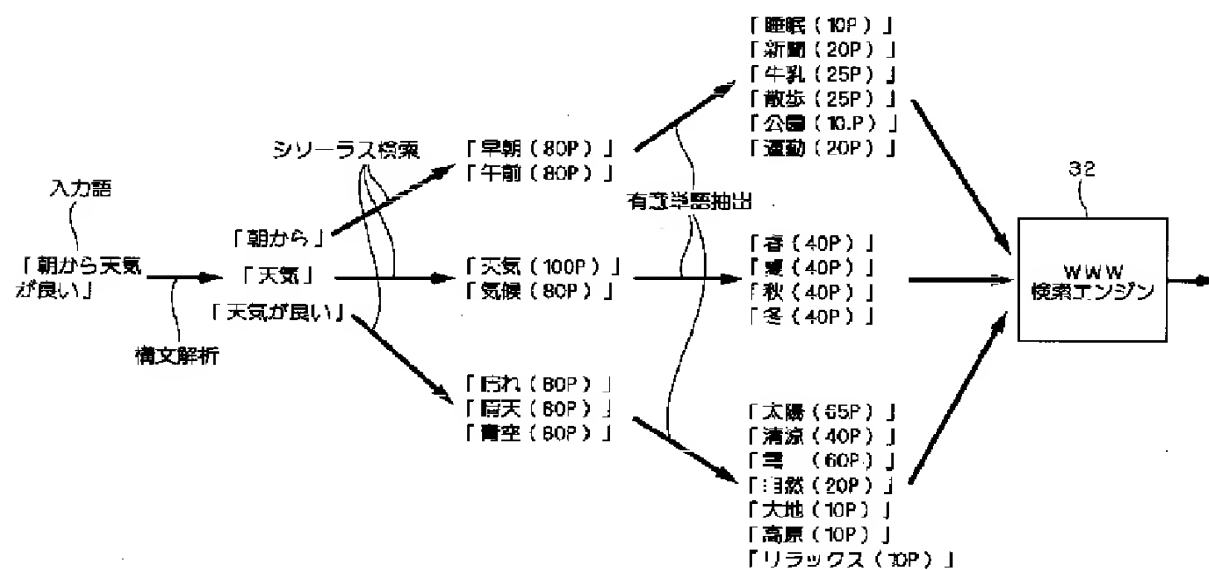 入力語
「朝から天気
が良い」
構文解析
「朝から」
「天気」
「天気が良い」
シソーラス検索
「早朝(80P)」
「午前(80P)」
「天気(100P)」
「気候(80P)」
「晴れ(80P)」
「晴天(80P)」
「青空(80P)」
有意単語抽出
「睡眠(10P)」
「新聞(20P)」
「牛乳(25P)」
「散歩(25P)」
「公園(10P)」
「運動(20P)」
「春(40P)」
「夏(40P)」
「秋(40P)」
「冬(40P)」
「太陽(65P)」
「清涼(40P)」
「雲 (60P)」
「自然(20P)」
「大地(10P)」
「高原(10P)」
「リラックス(10P)」
32
WWW
検索エンジン